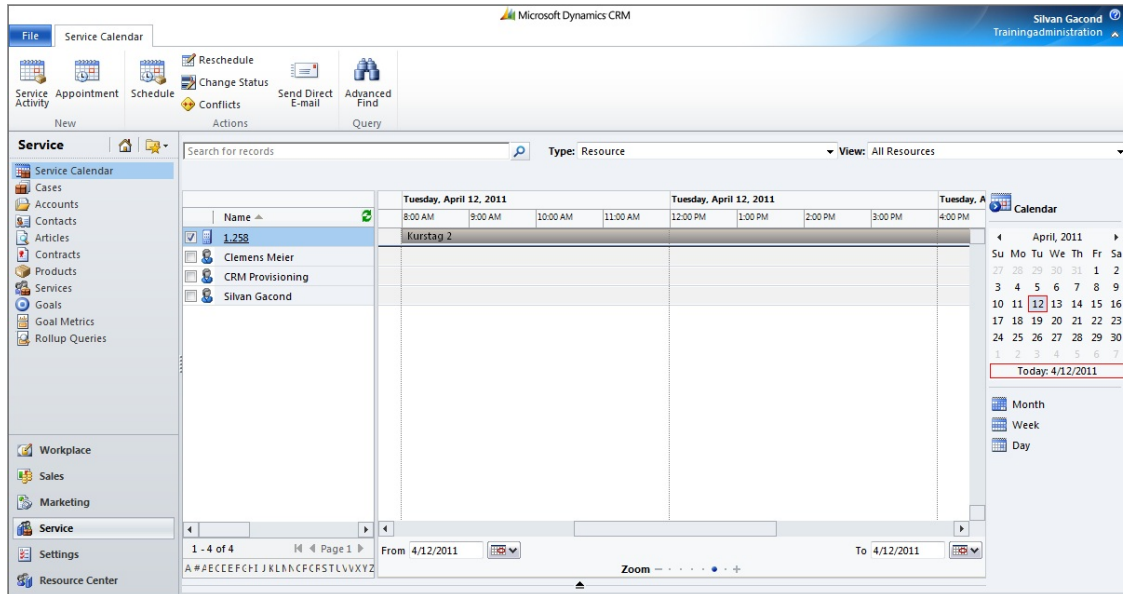 Microsoft Dynamics CRM
Silvan Gacond
Trainingadministration
File
Service Calendar
Service Activity
Appointment
Schedule
Reschedule
Change Status
Conflicts
Send Direct E-mail
Advanced Find
New
Actions
Query
Service
Service Calendar
Cases
Accounts
Contacts
Articles
Contracts
Products
Services
Goals
Goal Metrics
Rollup Queries
Workplace
Sales
Marketing
Service
Settings
Resource Center
Search for records
Type: Resource
View: All Resources
Name
1.258
Clemens Meier
CRM Provisioning
Silvan Gacond
Tuesday, April 12, 2011
Tuesday, April 12, 2011
Tuesday, A
8:00 AM 9:00 AM 10:00 AM 11:00 AM 12:00 PM 1:00 PM 2:00 PM 3:00 PM 4:00 PM
Kurstag 2
1 - 4 of 4
Page 1
From 4/12/2011
To 4/12/2011
Zoom
Calendar
April, 2011
Su Mo Tu We Th Fr Sa
27 28 29 30 31 1 2
3 4 5 6 7 8 9
10 11 12 13 14 15 16
17 18 19 20 21 22 23
24 25 26 27 28 29 30
1 2 3 4 5 6 7
Today: 4/12/2011
Month
Week
Day